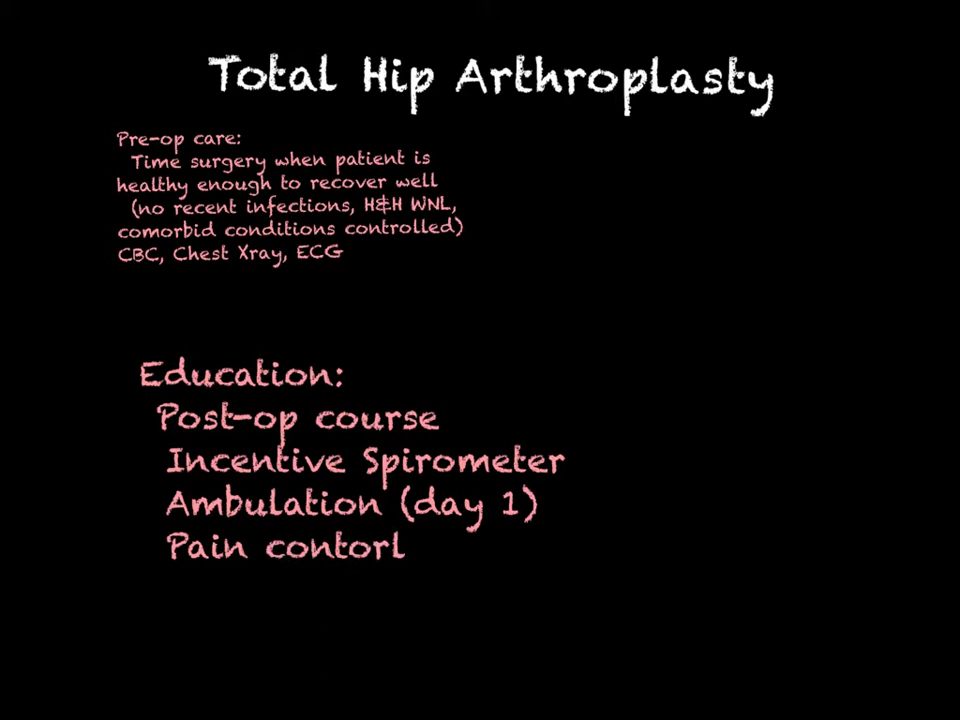 Total Hip Arthroplasty
Pre-op care:
Time surgery when patient is
healthy enough to recover well
(no recent infections, H&H WNL,
comorbid conditions controlled)
CBC, Chest Xray, ECG
Education:
Post-op course
Incentive Spirometer
Ambulation (day 1)
Pain contorl